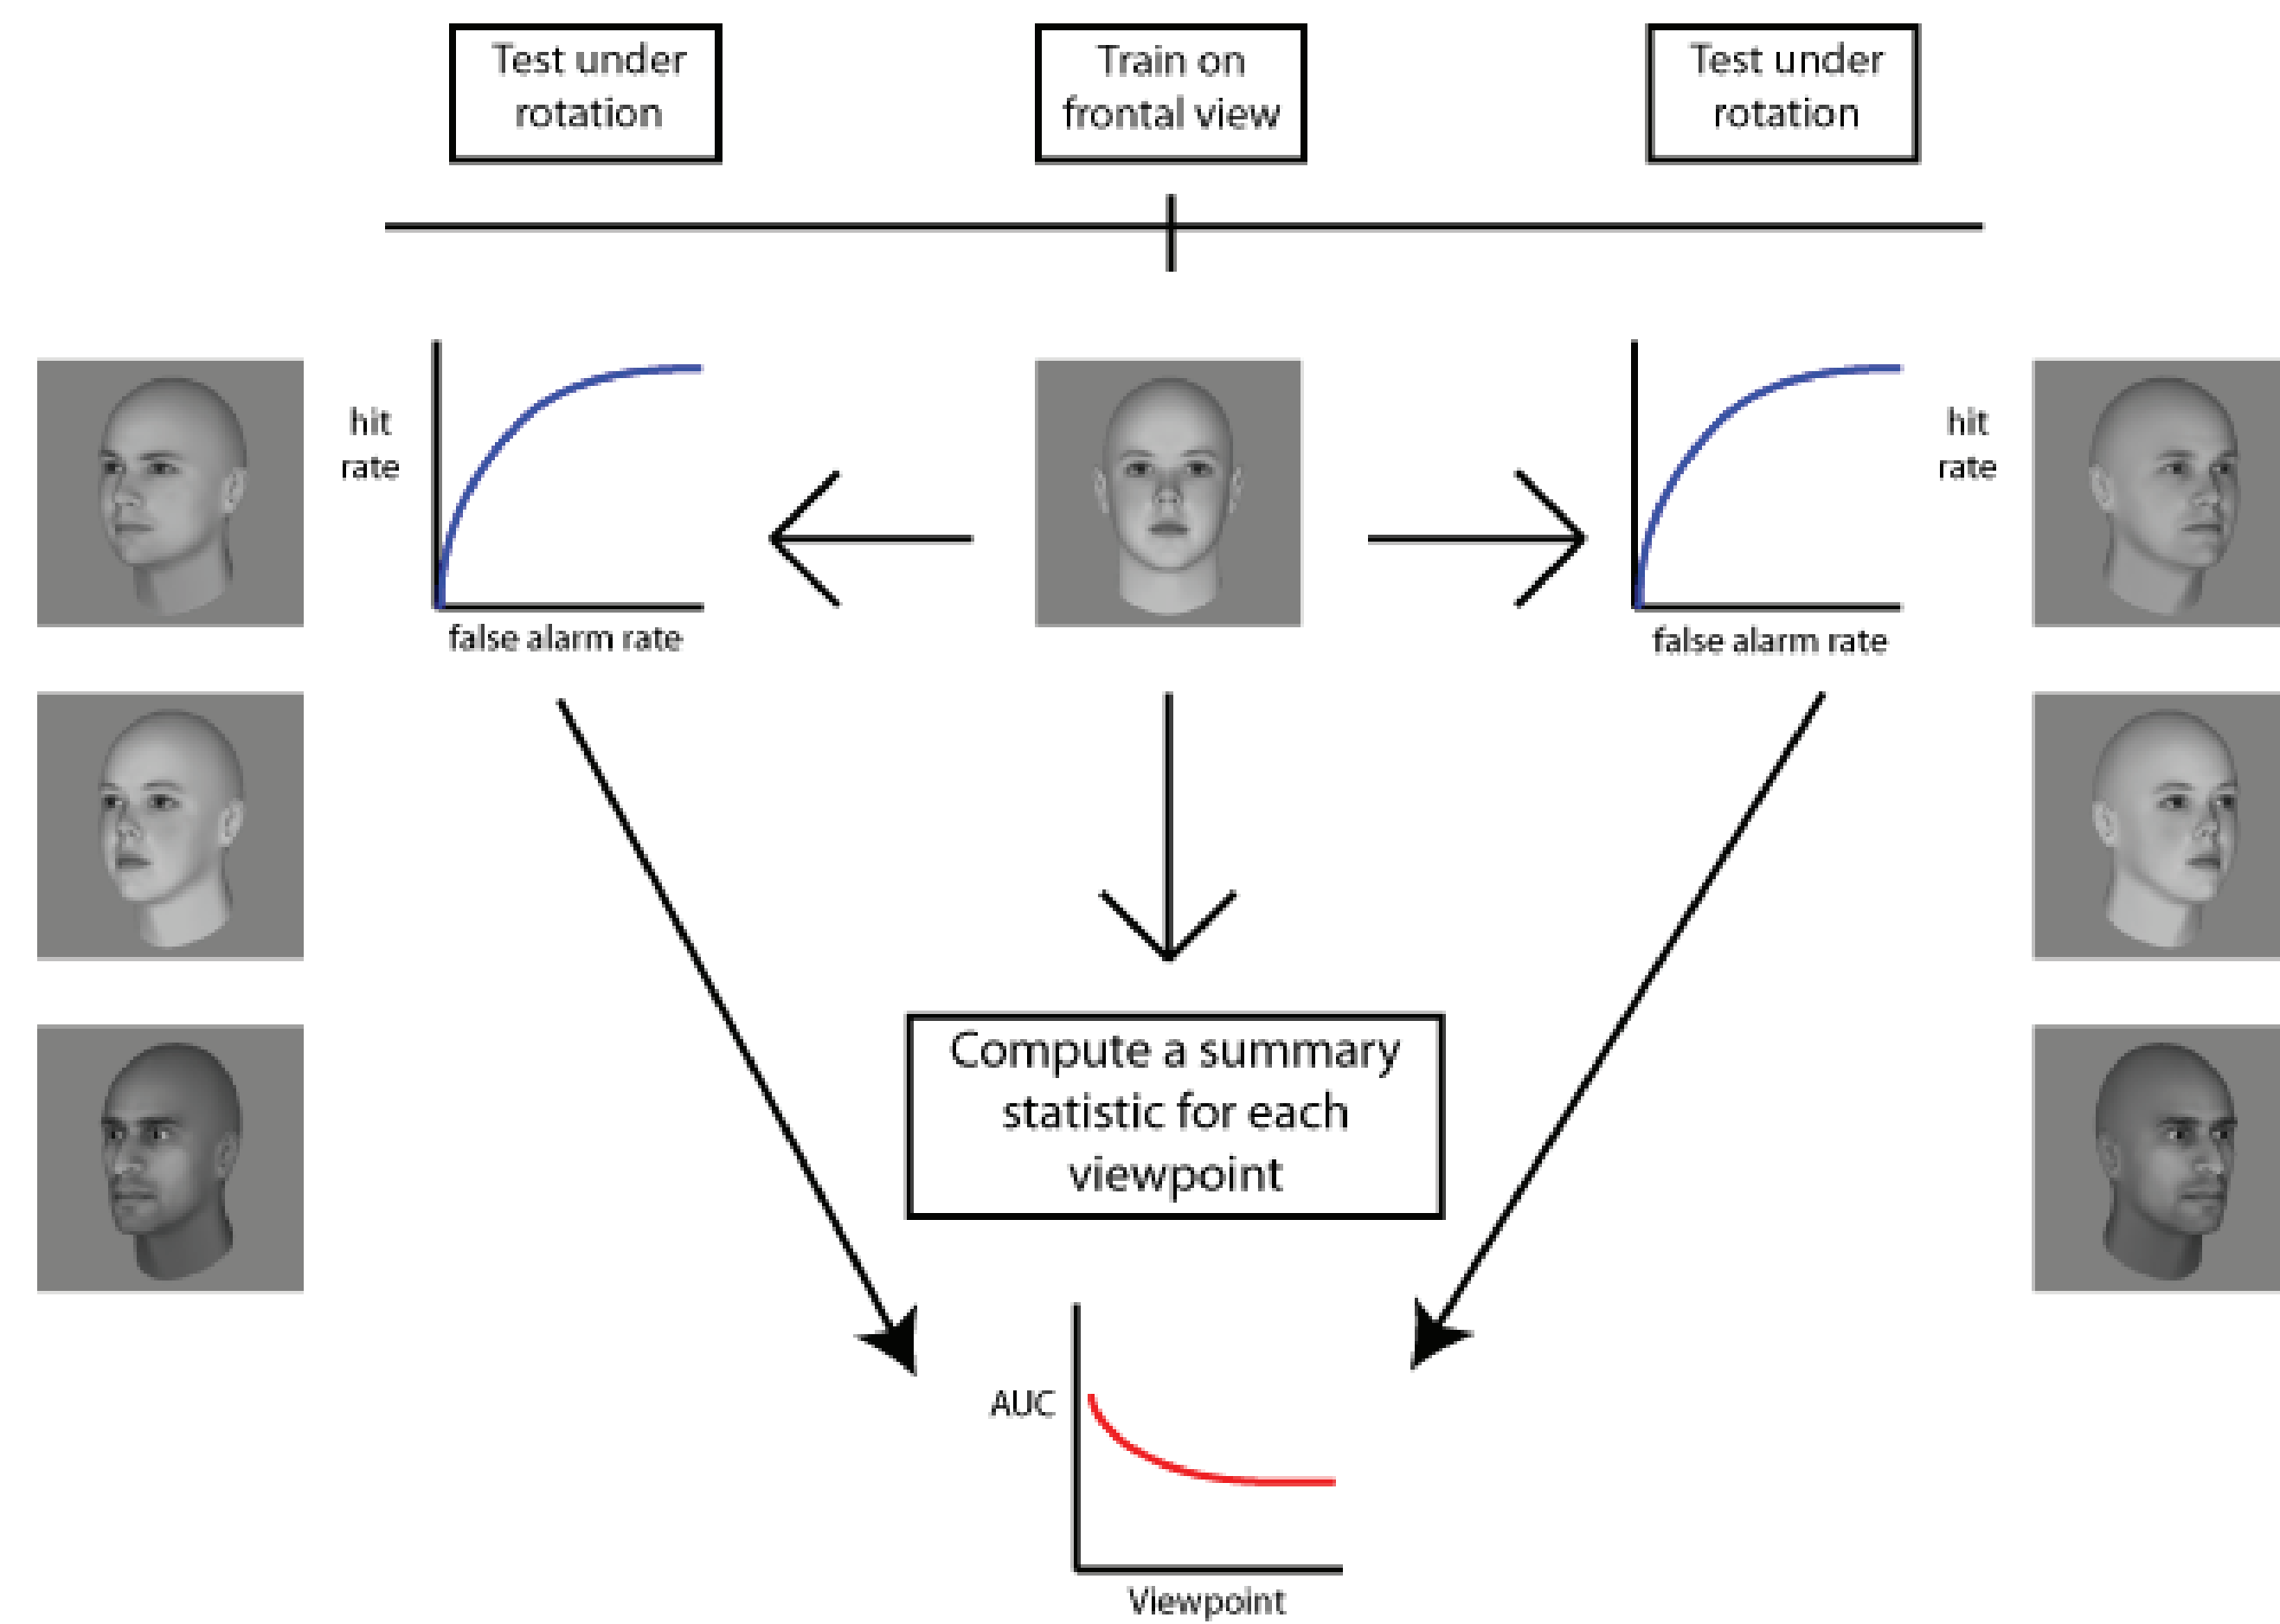 Test under
rotation
Train on
frontal view
Test under
rotation
hit
rate
false alarm rate
hit
rate
false alarm rate
Compute a summary
statistic for each
viewpoint
AUC
Viewpoint